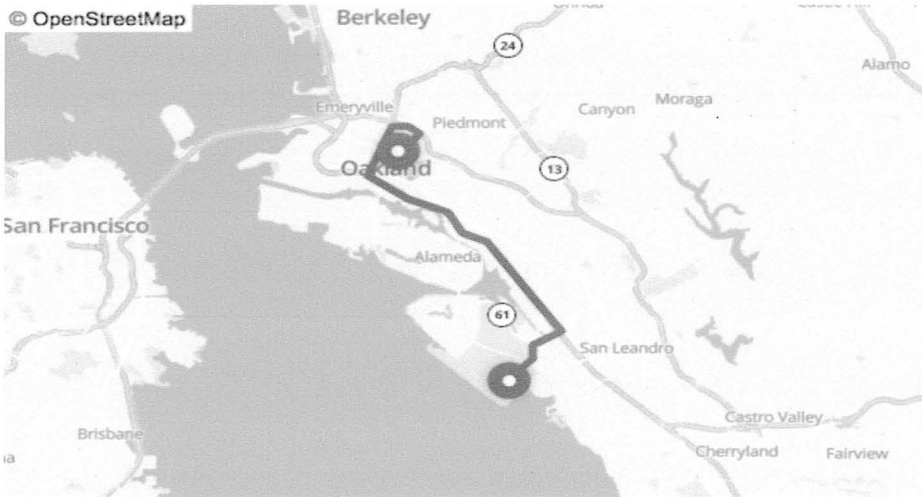 © OpenStreetMap
Berkeley
24
Alamo
Emeryville
Canyon
Moraga
Piedmont
Oakland
13
San Francisco
Alameda
61
San Leandro
Castro Valley
Brisbane
Cherryland
Fairview